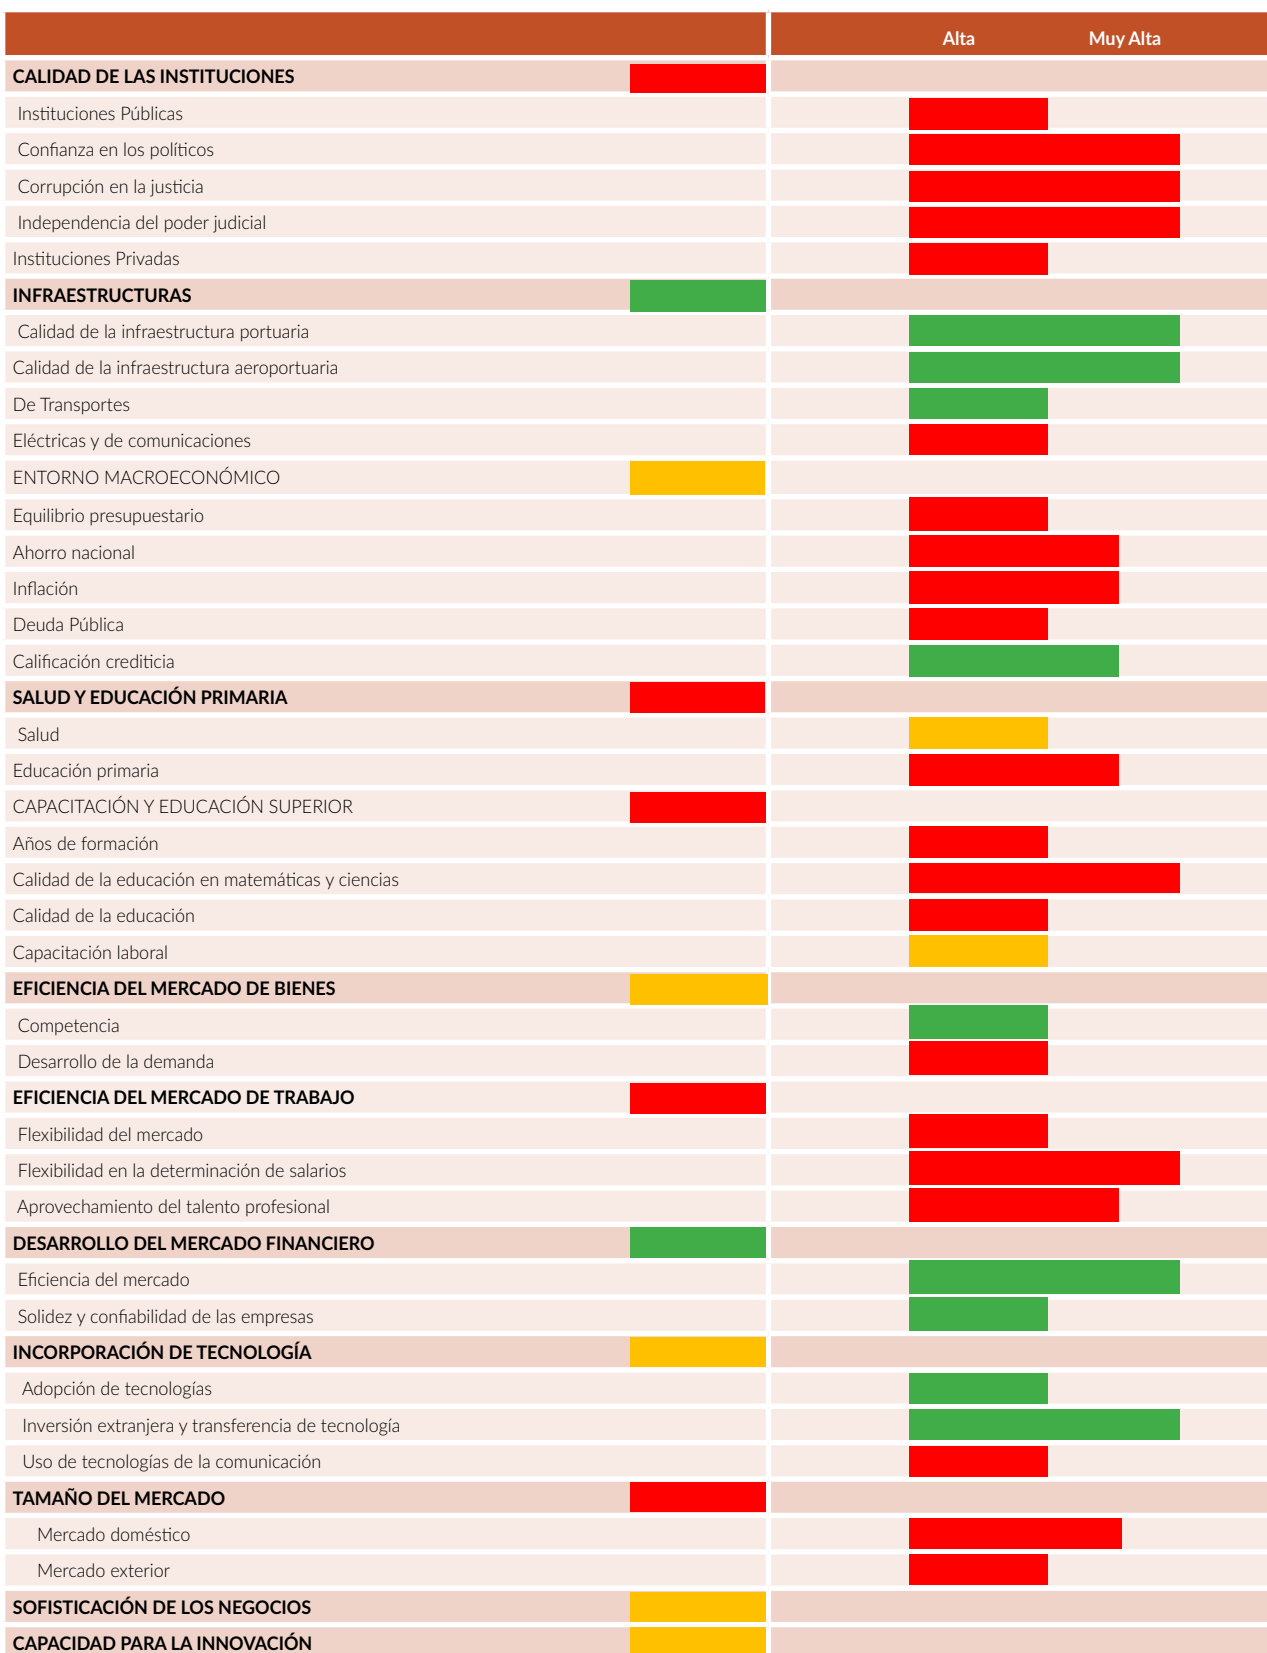 Alta Muy Alta
CALIDAD DE LAS INSTITUCIONES
Instituciones Públicas
Confianza en los políticos
Corrupción en la justicia
Independencia del poder judicial
Instituciones Privadas
INFRAESTRUCTURAS
Calidad de la infraestructura portuaria
Calidad de la infraestructura aeroportuaria
De Transportes
Eléctricas y de comunicaciones
ENTORNO MACROECONÓMICO
Equilibrio presupuestario
Ahorro nacional
Inflación
Deuda Pública
Calificación crediticia
SALUD Y EDUCACIÓN PRIMARIA
Salud
Educación primaria
CAPACITACIÓN Y EDUCACIÓN SUPERIOR
Años de formación
Calidad de la educación en matemáticas y ciencias
Calidad de la educación
Capacitación laboral
EFICIENCIA DEL MERCADO DE BIENES
Competencia
Desarrollo de la demanda
EFICIENCIA DEL MERCADO DE TRABAJO
Flexibilidad del mercado
Flexibilidad en la determinación de salarios
Aprovechamiento del talento profesional
DESARROLLO DEL MERCADO FINANCIERO
Eficiencia del mercado
Solidez y confiabilidad de las empresas
INCORPORACIÓN DE TECNOLOGÍA
Adopción de tecnologías
Inversión extranjera y transferencia de tecnología
Uso de tecnologías de la comunicación
TAMAÑO DEL MERCADO
Mercado doméstico
Mercado exterior
SOFISTICACIÓN DE LOS NEGOCIOS
CAPACIDAD PARA LA INNOVACIÓN